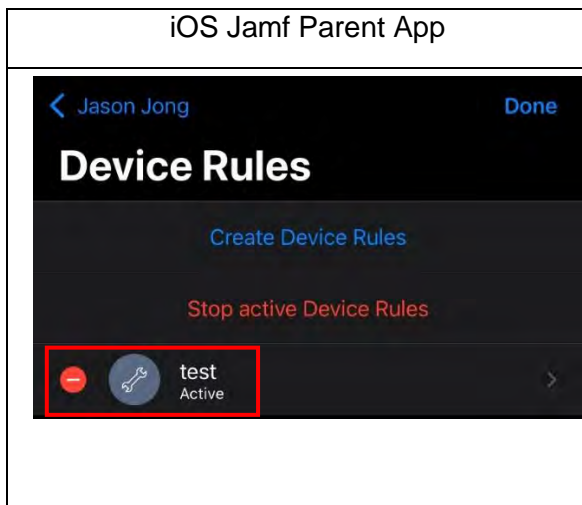 iOS Jamf Parent App
Jason Jong
Done
Device Rules
Create Device Rules
Stop active Device Rules
test
Active